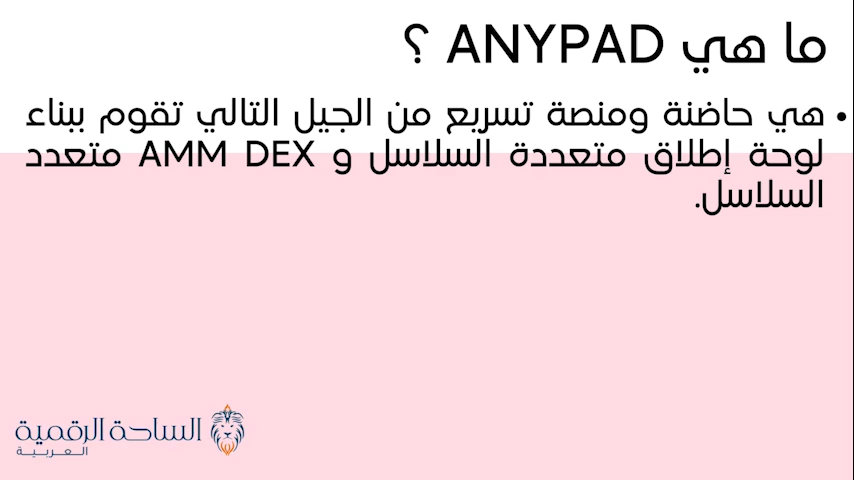 ما هي ANYPAD ؟
• هي حاضنة ومنصة تسريع من الجيل التالي تقوم ببناء
لوحة إطلاق متعددة السلاسل و AMM DEX متعدد
السلاسل.
الساحة الرقمية
العربية